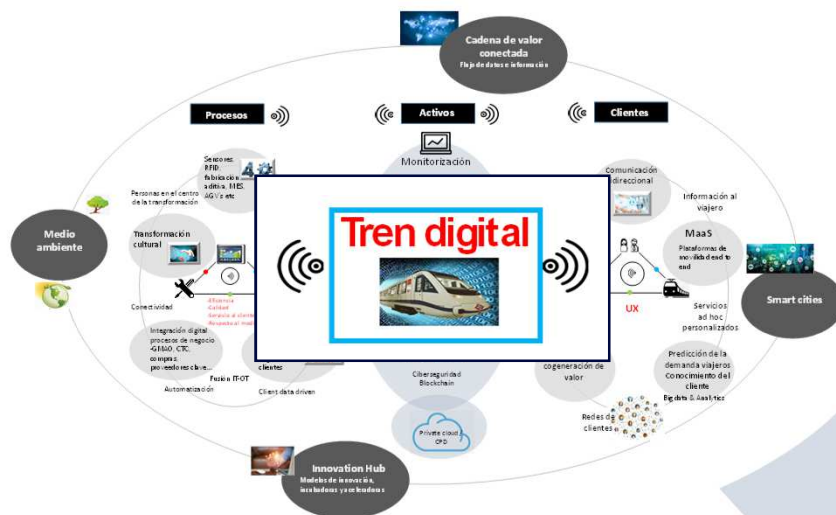 Cadena de valor
conectada
Flujo de datos e información
Procesos
Activos
Clientes
Monitorización
Sensores,
RFID,
fabricación
aditiva, MES,
AGV's etc
4.0
Personas en el centro
de la transformación
Transformación
cultural
Medio
ambiente
Conectividad
-Eficiencia
-Calidad
-Servicio al cliente
-Respeto al medio
Integración digital
procesos de negocio
-GMAO, CTC,
compras,
proveedores clave...
Fusión IT-OT
Automatización
clientes
Client data driven
Tren digital
Ciberseguridad
Blockchain
Private cloud
CPD
Comunicación
Información al
viajero
MaaS
Plataformas de
movilidad end to
end
UX
Servicios
ad hoc
personalizados
Smart cities
cogeneración de
valor
Predicción de la
demanda viajeros
Conocimiento del
cliente
Big data & Analytics
Redes de
clientes
Innovation Hub
Modelos de innovación,
incubadoras y aceleradoras